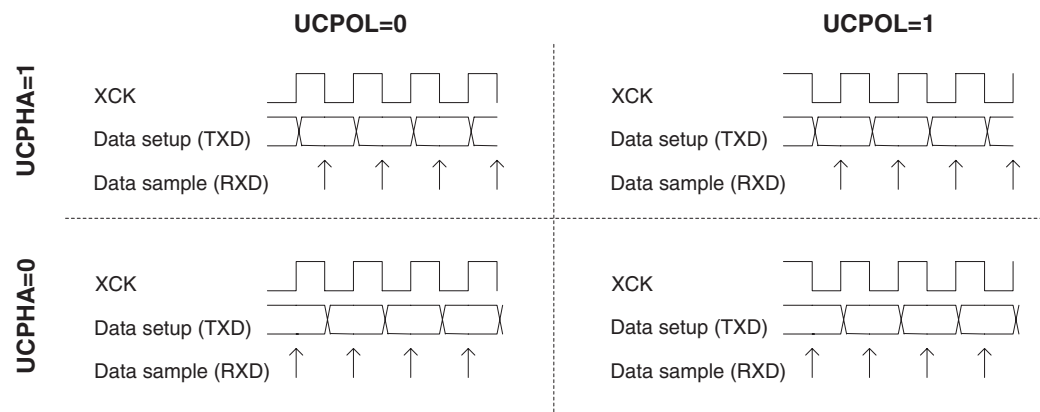 UCPOL=0
UCPOL=1
UCPHA=1
XCK
Data setup (TXD)
Data sample (RXD)
XCK
Data setup (TXD)
Data sample (RXD)
UCPHA=0
XCK
Data setup (TXD)
Data sample (RXD)
XCK
Data setup (TXD)
Data sample (RXD)